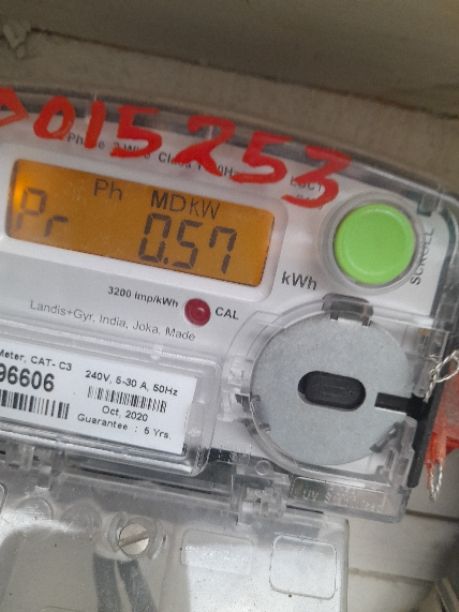 D015253
Ph MD KW
Pr 0.57
kWh
SCROLL
3200 Imp/kWh CAL
Landis+Gyr, India, Joka, Made
Meter, CAT- C3
96606
240V, 5-30 A, 50Hz
Oct, 2020
Guarantee : 5 Yrs.